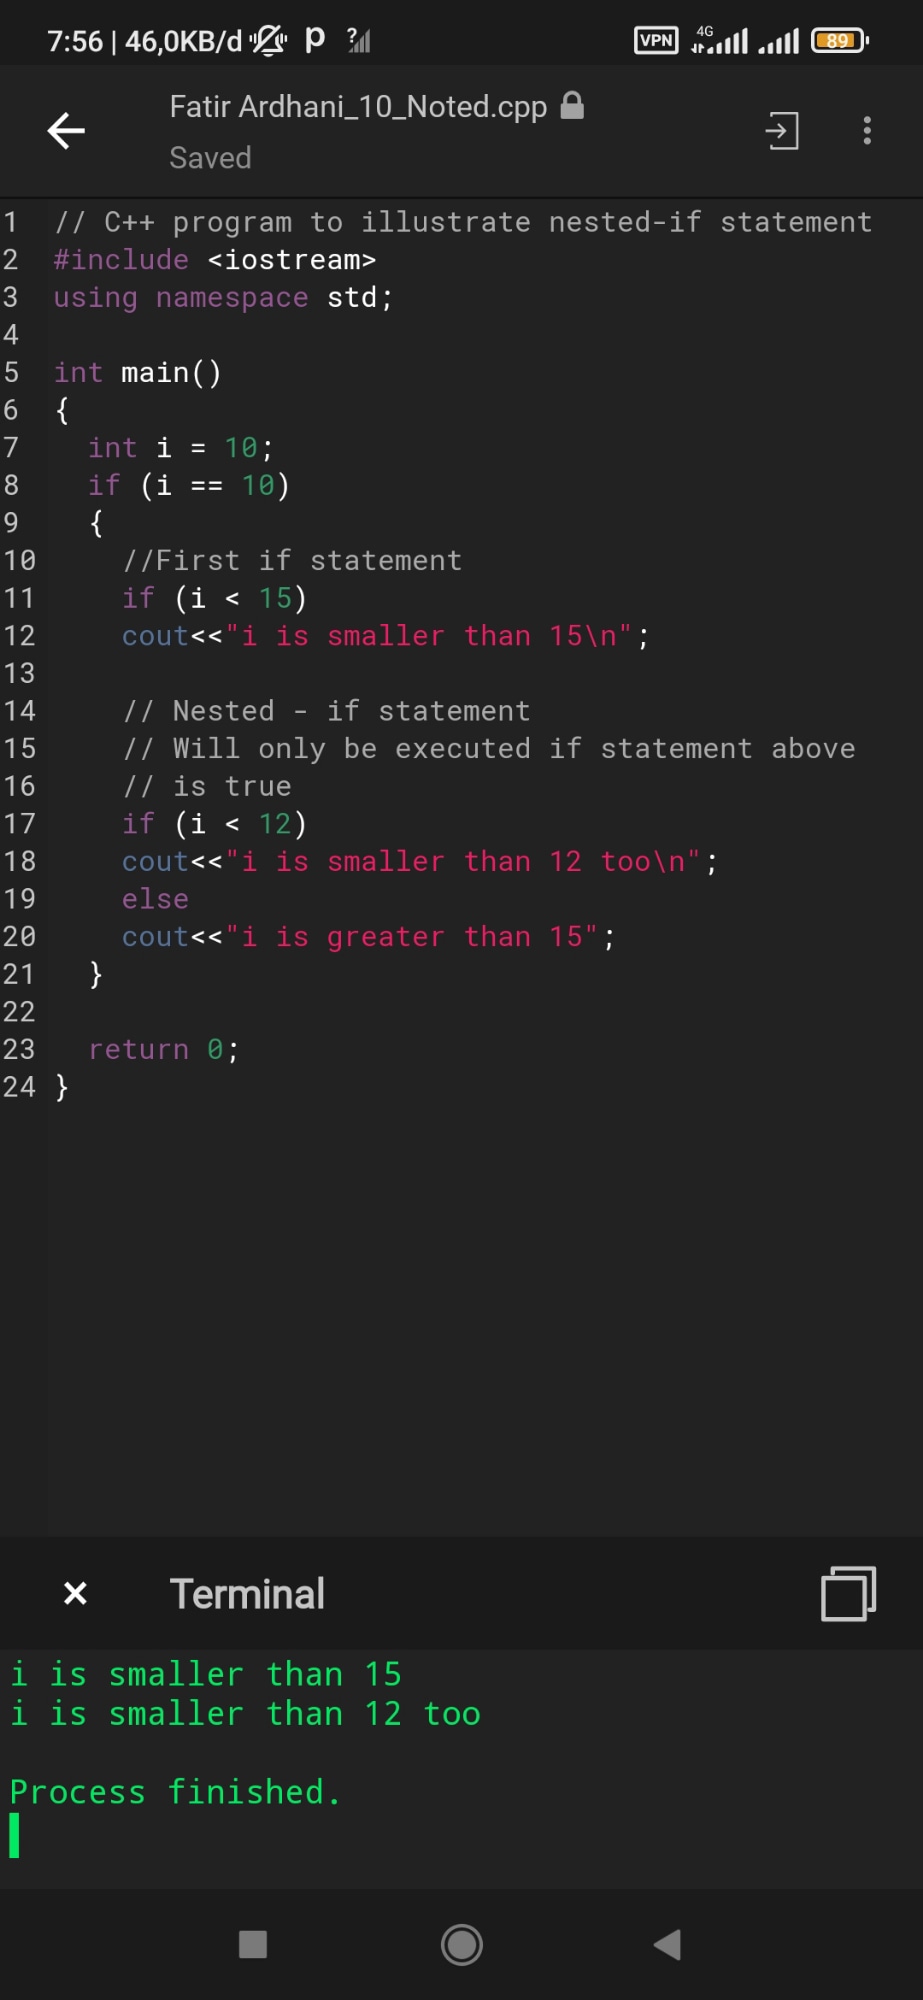 7:56 | 46,0KB/d p ? VPN 4G 89
Fatir Ardhani_10_Noted.cpp
Saved
1 // C++ program to illustrate nested-if statement
2 #include <iostream>
3 using namespace std;
4
5 int main()
6 {
7 int i = 10;
8 if (i == 10)
9 {
10 //First if statement
11 if (i < 15)
12 cout<<"i is smaller than 15\n";
13
14 // Nested - if statement
15 // Will only be executed if statement above
16 // is true
17 if (i < 12)
18 cout<<"i is smaller than 12 too\n";
19 else
20 cout<<"i is greater than 15";
21 }
22
23 return 0;
24 }
Terminal
i is smaller than 15
i is smaller than 12 too
Process finished.